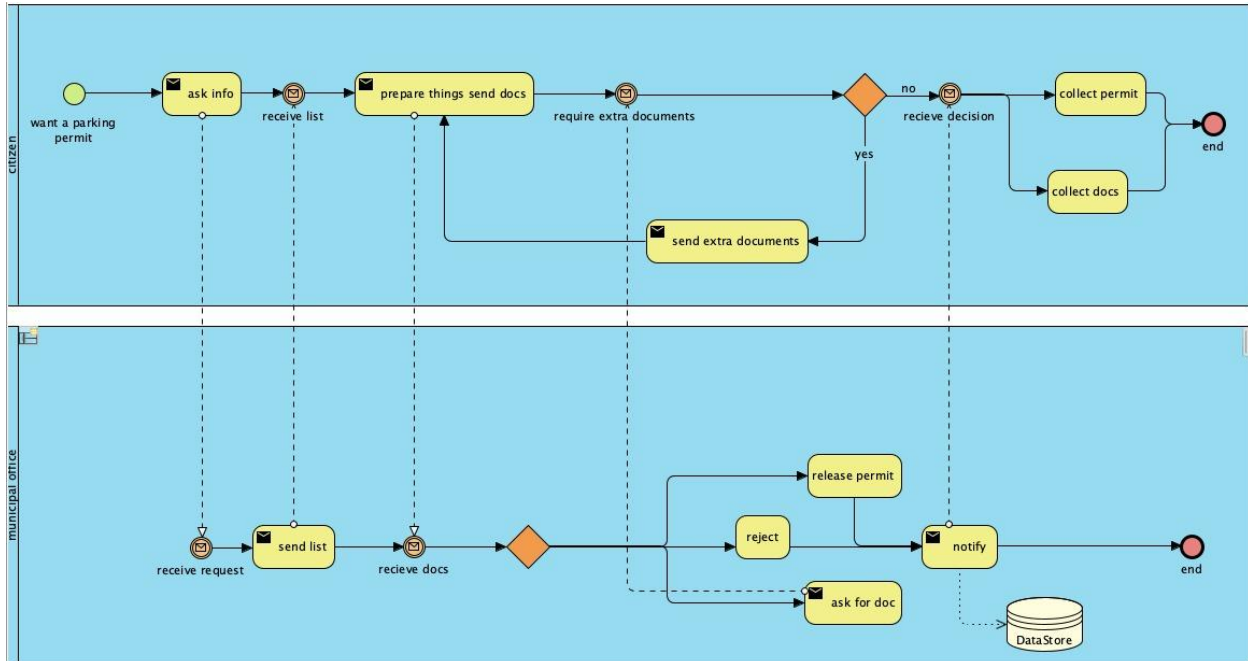 citizen
want a parking
permit
ask info
receive list
prepare things send docs
require extra documents
no
yes
recieve decision
collect permit
collect docs
end
send extra documents
municipal office
receive request
send list
recieve docs
release permit
reject
ask for doc
notify
end
DataStore